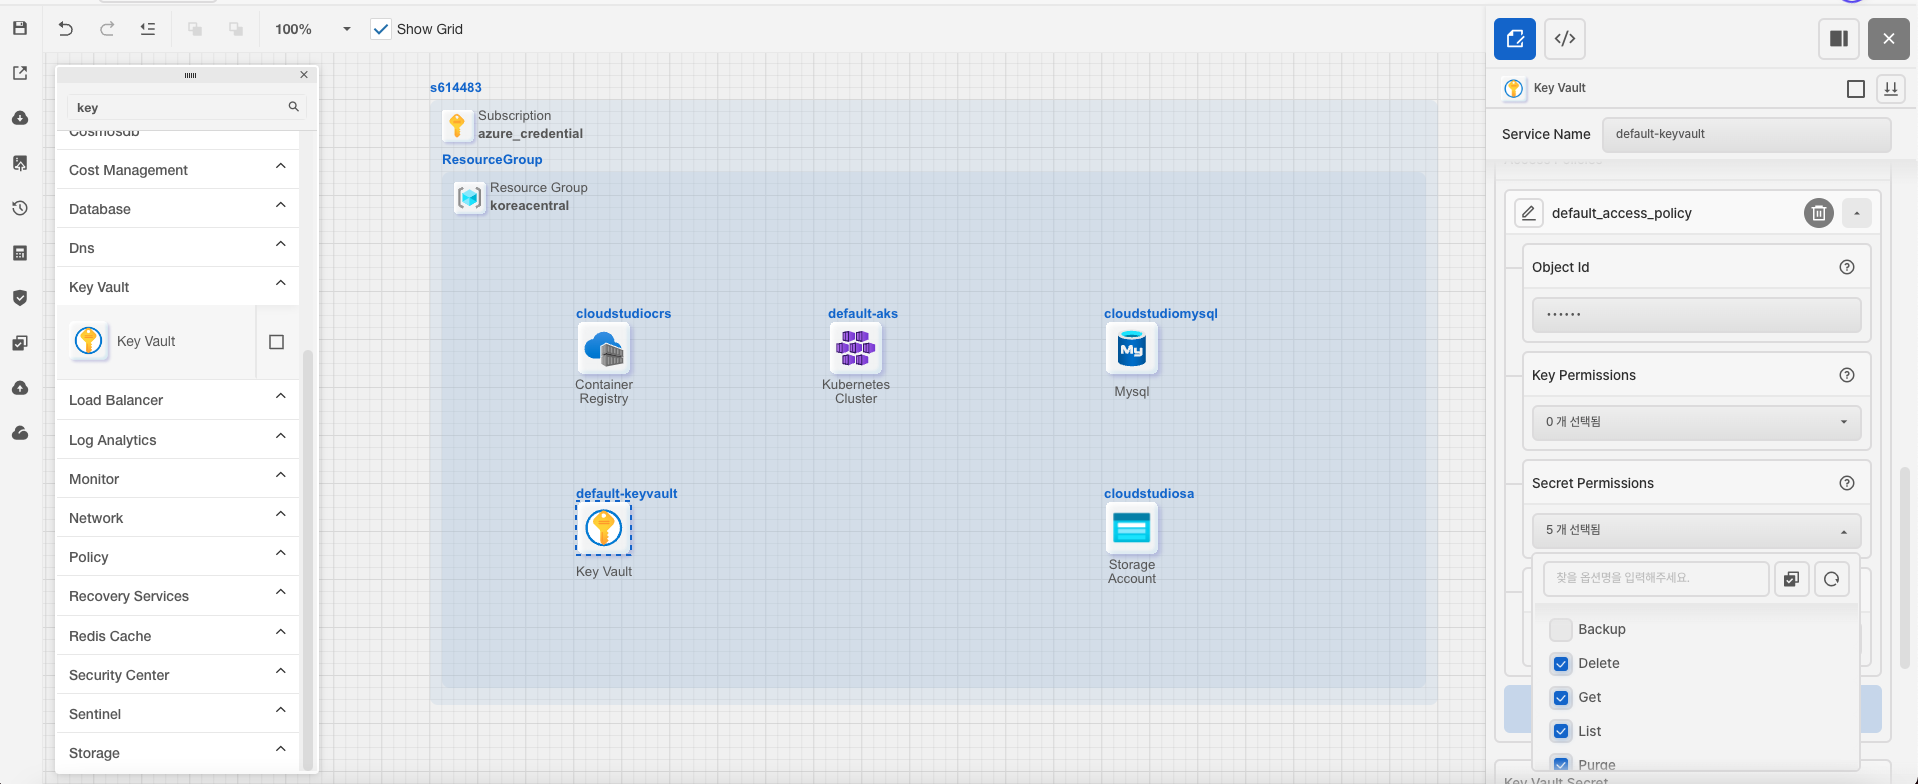 100%
Show Grid
key
Cosmosdb
Cost Management
Database
Dns
Key Vault
Key Vault
Load Balancer
Log Analytics
Monitor
Network
Policy
Recovery Services
Redis Cache
Security Center
Sentinel
Storage
s614483
Subscription
azure_credential
ResourceGroup
Resource Group
koreacentral
cloudstudiocrs
Container
Registry
default-aks
Kubernetes
Cluster
cloudstudiomysql
My
Mysql
default-keyvault
Key Vault
cloudstudiosa
Storage
Account
Key Vault
Service Name
default-keyvault
Access Policies
default_access_policy
Object Id
••••••
Key Permissions
0 개 선택됨
Secret Permissions
5 개 선택됨
찾을 옵션명을 입력해주세요.
Backup
Delete
Get
List
Purge
Key Vault Secret